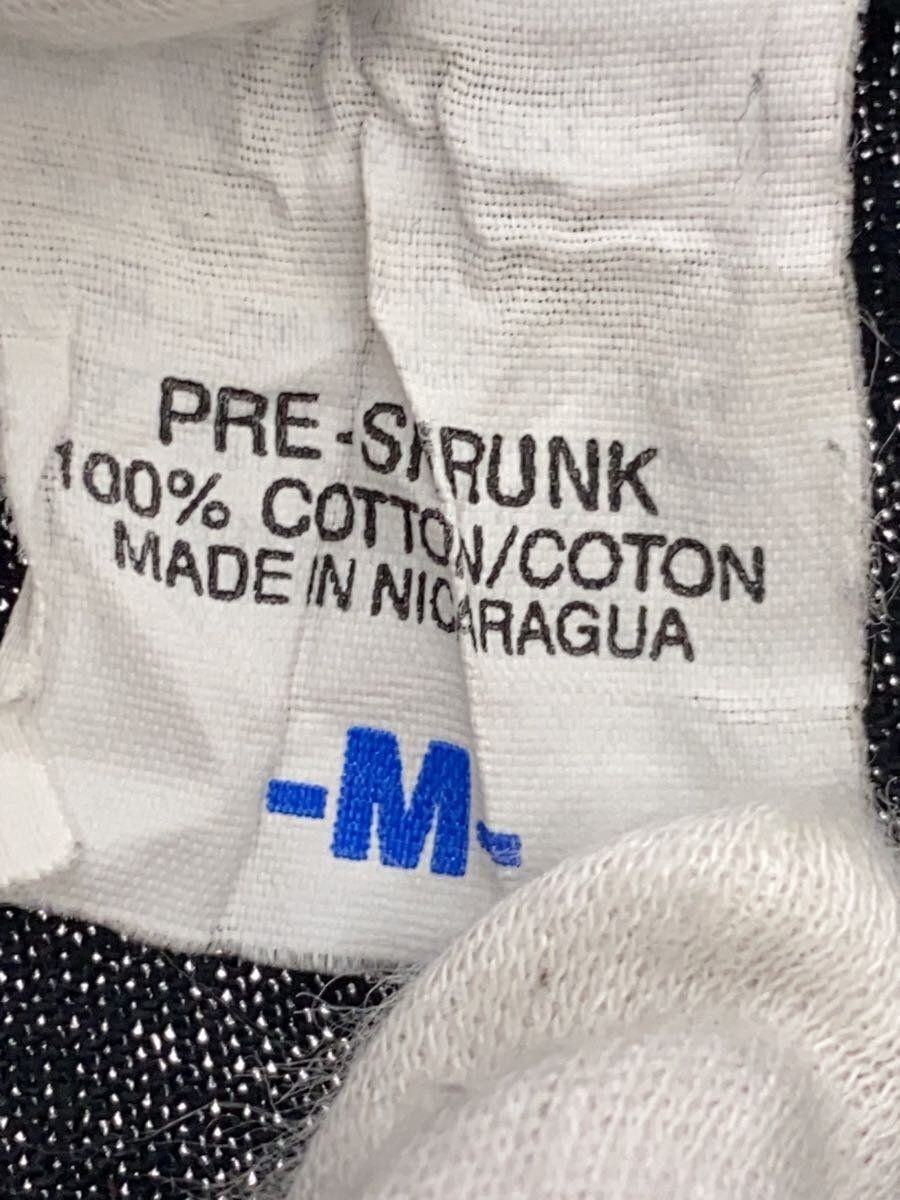 PRE-SHRUNK
100% COTTON/COTON
MADE IN NICARAGUA
-M-